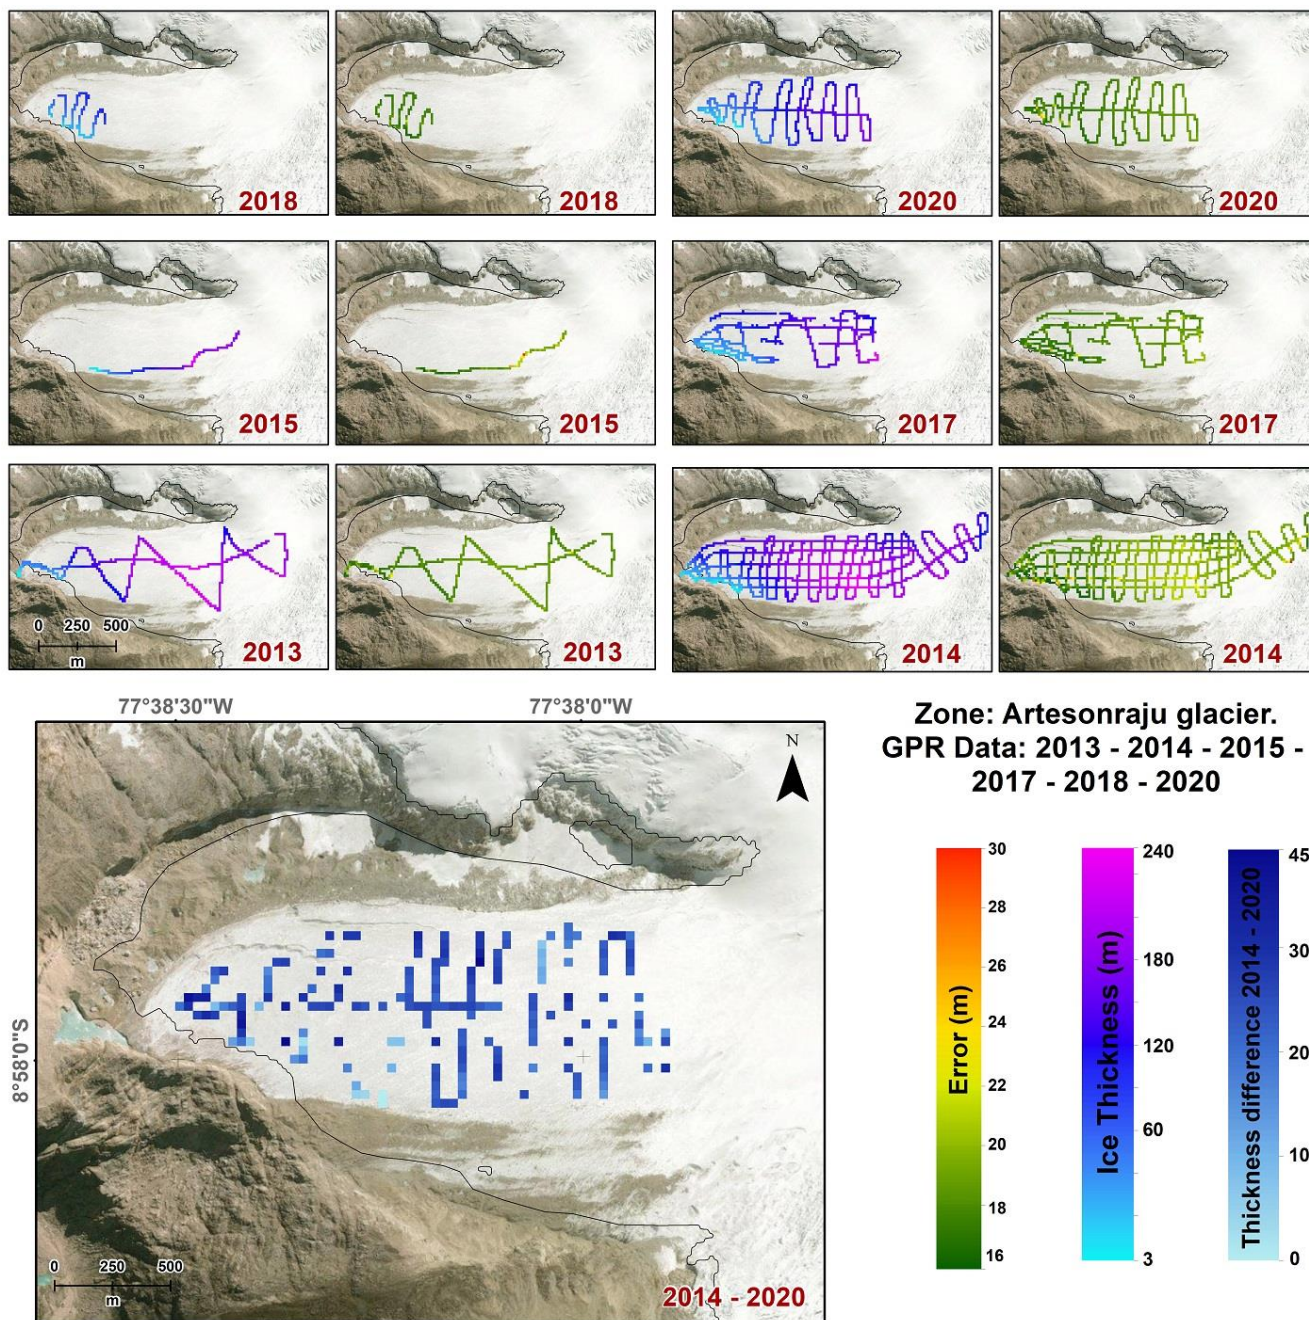 2018
2018
2020
2020
2015
2015
2017
2017
0 250 500
m
2013
2013
2014
2014
77°38'30"W
77°38'0"W
8°58'0"S
N
0 250 500
m
2014 - 2020
Zone: Artesonraju glacier.
GPR Data: 2013 - 2014 - 2015 -
2017 - 2018 - 2020
Error (m)
30
28
26
24
22
20
18
16
Ice Thickness (m)
240
180
120
60
3
Thickness difference 2014 - 2020
45
30
20
10
0